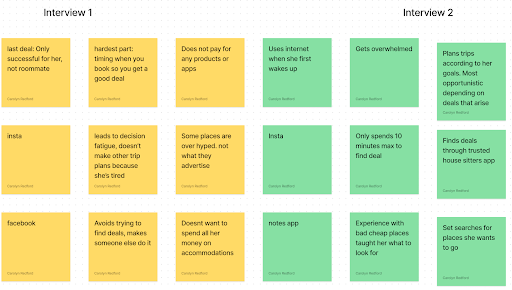 Interview 1
Interview 2
last deal: Only
successful for her,
not roommate
hardest part:
timing when you
book so you get a
good deal
Does not pay for
any products or
apps
Uses internet
when she first
wakes up
Gets overwhelmed
Plans trips
according to her
goals. Most
opportunistic
depending on
deals that arise
Carolyn Redford
Carolyn Redford
Carolyn Redford
Carolyn Redford
Carolyn Redford
Carolyn Redford
insta
leads to decision
fatigue, doesn't
make other trip
plans because
she's tired
Some places are
over hyped. not
what they
advertise
Insta
Only spends 10
minutes max to
find deal
Finds deals
through trusted
house sitters app
Carolyn Redford
Carolyn Redford
Carolyn Redford
Carolyn Redford
Carolyn Redford
Carolyn Redford
facebook
Avoids trying to
find deals, makes
someone else do it
Doesnt want to
spend all her
money on
accommodations
notes app
Experience with
bad cheap places
taught her what to
look for
Set searches for
places she wants
to go
Carolyn Redford
Carolyn Redford
Carolyn Redford
Carolyn Redford
Carolyn Redford
Carolyn Redford